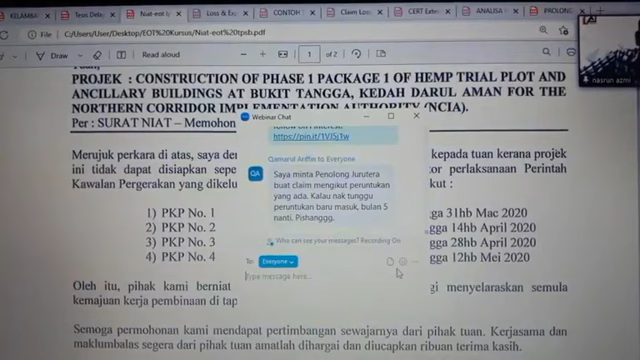 KELAMBA
Teos Delay
Niat-eot
Loss & Ex
CONTOH
Claim Loss
CERT Exten
ANALISA
PROLONG
File C:/Users/User/Desktop/EOT%20Kursus/Niat-eot%20tpsb.pdf
Draw
Read aloud
1 of 2
nasrun azmi
PROJEK : CONSTRUCTION OF PHASE 1 PACKAGE 1 OF HEMP TRIAL PLOT AND
ANCILLARY BUILDINGS AT BUKIT TANGGA, KEDAH DARUL AMAN FOR THE
NORTHERN CORRIDOR IMPLEMENTATION AUTHORITY (NCIA).
Per : SURAT NIAT – Memohon
Webinar Chat
https://pin.it/1VJSj1w
Qamarul Ariffin to Everyone
QA
Saya minta Penolong Jurutera
buat claim mengikut peruntukan
yang ada. Kalau nak tunggu
peruntukan baru masuk, bulan 5
nanti. Pishanggg.
Who can see your messages? Recording On
To: Everyone
Type message here...
Merujuk perkara di atas, saya
kepada tuan kerana projek
ini tidak dapat disiapkan
tor perlaksanaan Perintah
Kawalan Pergerakan yang
kut :
1) PKP No. 1
gga 31hb Mac 2020
2) PKP No. 2
gga 14hb April 2020
3) PKP No. 3
gga 28hb April 2020
4) PKP No. 4
gga 12hb Mei 2020
Oleh itu, pihak kami berniat
gi menyelaraskan semula
kemajuan kerja pembinaan di
Semoga permohonan kami mendapat pertimbangan sewajarnya dari pihak tuan. Kerjasama dan
maklumbalas segera dari pihak tuan amatlah dihargai dan diucapkan ribuan terima kasih.